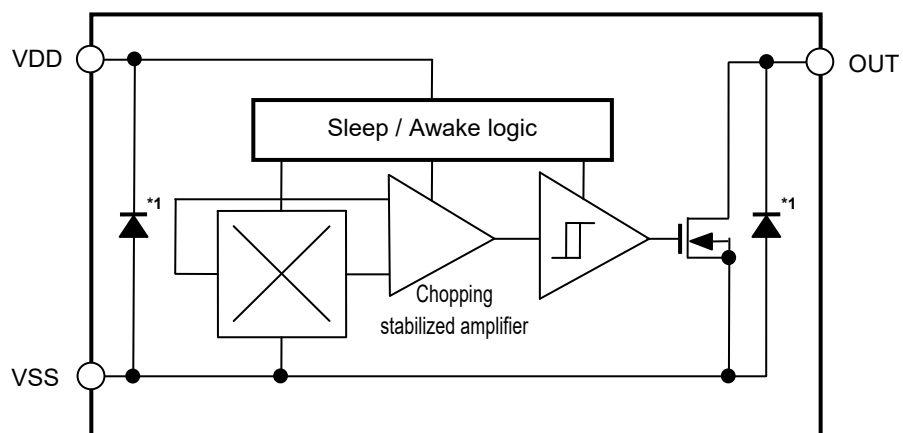 VDD
OUT
Sleep / Awake logic
*1
*1
Chopping
stabilized amplifier
VSS